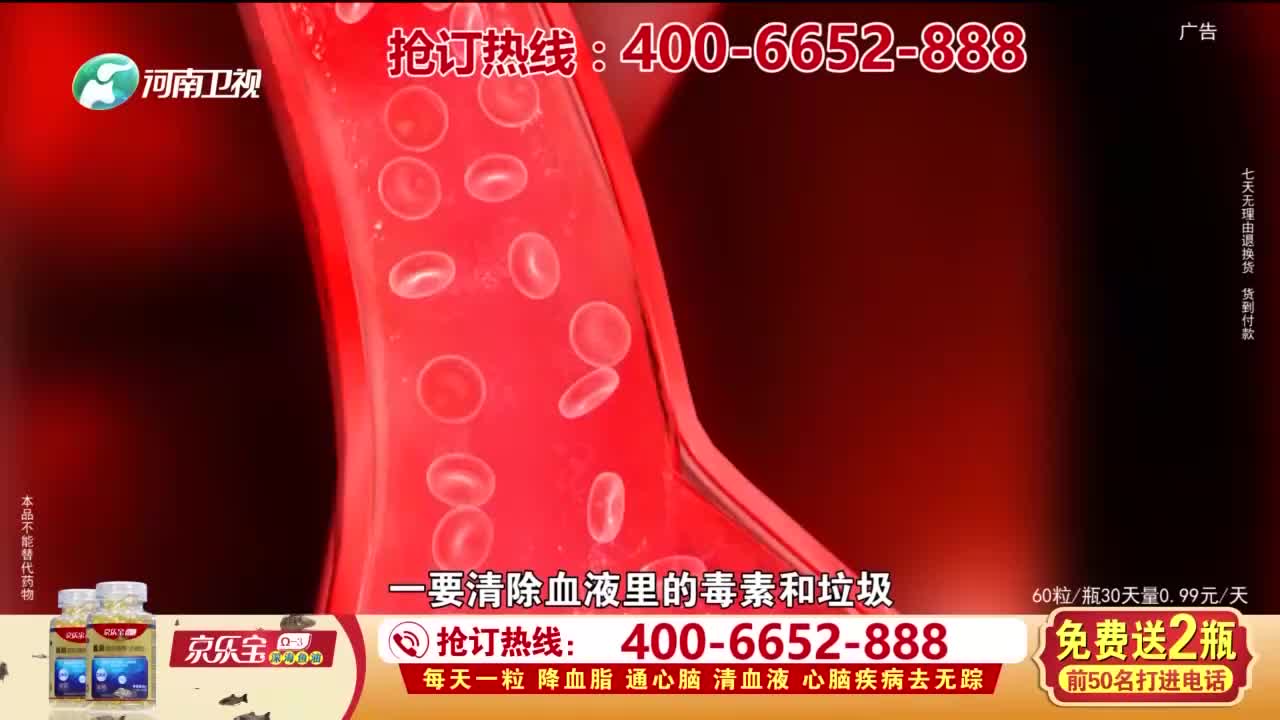 抢订热线：400-6652-888
广告
河南卫视
七天无理由退换货 货到付款
本品不能替代药物
一要清除血液里的毒素和垃圾
60粒/瓶30天量0.99元/天
京乐宝
Ω-3
深海鱼油
抢订热线： 400-6652-888
每天一粒 降血脂 通心脑 清血液 心脑疾病去无踪
免费送2瓶
前50名打进电话
京乐宝